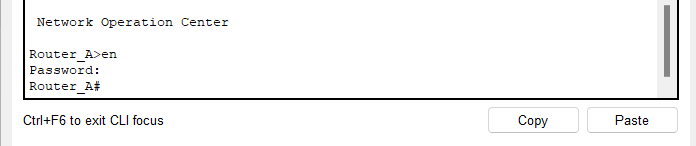 Network Operation Center
Router_A>en
Password:
Router_A#
Ctrl+F6 to exit CLI focus
Copy
Paste